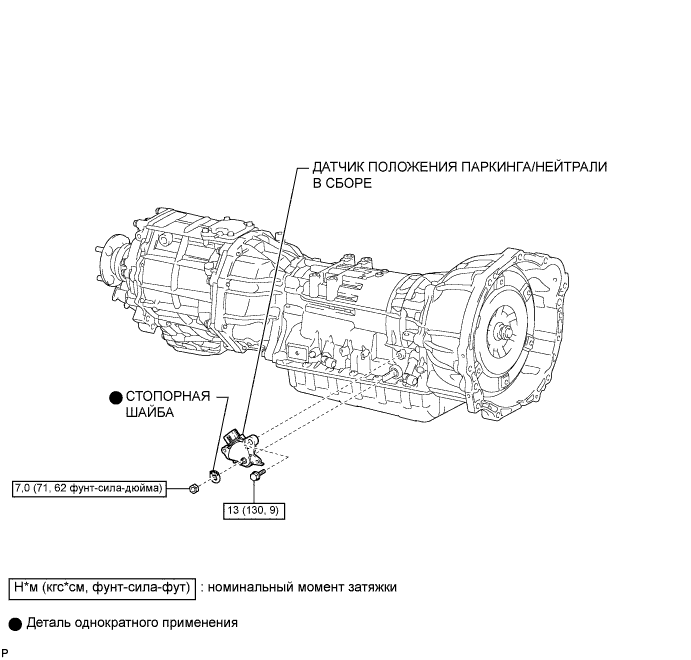 ДАТЧИК ПОЛОЖЕНИЯ ПАРКИНГА/НЕЙТРАЛИ
В СБОРЕ
СТОПОРНАЯ
ШАЙБА
7,0 (71, 62 фунт-сила-дюйма)
13 (130, 9)
Н*м (кгс*см, фунт-сила-фут) : номинальный момент затяжки
Деталь однократного применения
P